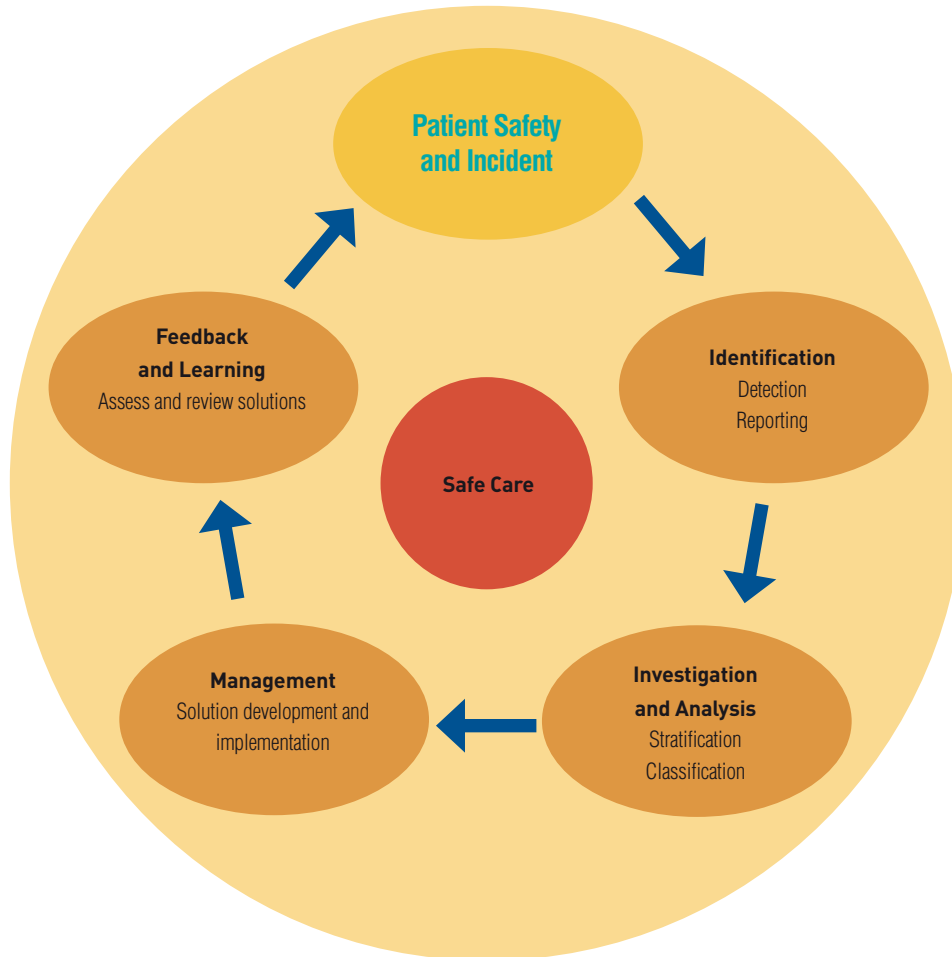 Patient Safety
and Incident
Identification
Detection
Reporting
Investigation
and Analysis
Stratification
Classification
Management
Solution development and
implementation
Feedback
and Learning
Assess and review solutions
Safe Care